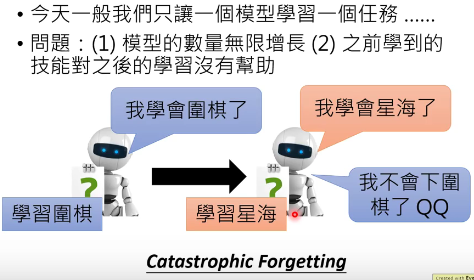 • 今天一般我們只讓一個模型學習一個任務 ......
• 問題：(1) 模型的數量無限增長 (2) 之前學到的
技能對之後的學習沒有幫助
我學會圍棋了
我學會星海了
?
?
我不會下圍
棋了 QQ
學習圍棋
學習星海
Catastrophic Forgetting
Created with